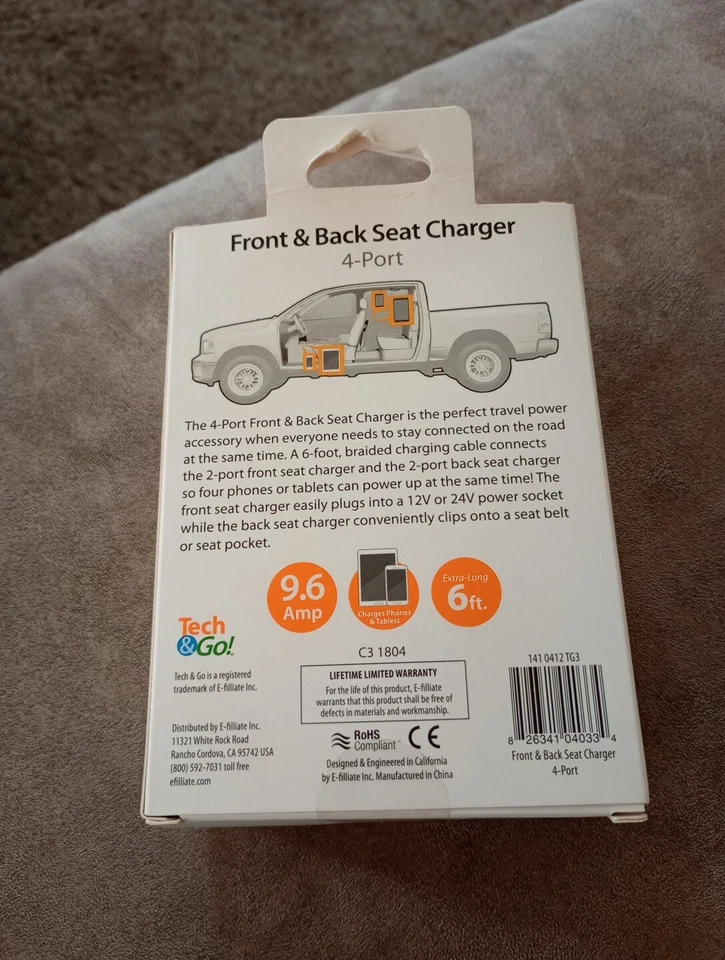 Front & Back Seat Charger
4-Port
The 4-Port Front & Back Seat Charger is the perfect travel power
accessory when everyone needs to stay connected on the road
at the same time. A 6-foot, braided charging cable connects
the 2-port front seat charger and the 2-port back seat charger
so four phones or tablets can power up at the same time! The
front seat charger easily plugs into a 12V or 24V power socket
while the back seat charger conveniently clips onto a seat belt
or seat pocket.
9.6
Amp
Charges Phones
& Tablets
Extra-Long
6ft.
Tech
&Go!
Tech & Go is a registered
trademark of E-filliate Inc.
Distributed by E-filliate Inc.
11321 White Rock Road
Rancho Cordova, CA 95742 USA
(800) 592-7031 toll free
efilliate.com
C3 1804
LIFETIME LIMITED WARRANTY
For the life of this product, E-filliate
warrants that this product shall be free of
defects in materials and workmanship.
RoHS
Compliant
CE
Designed & Engineered in California
by E-filliate Inc. Manufactured in China
141 0412 TG3
8 26341 04033 4
Front & Back Seat Charger
4-Port